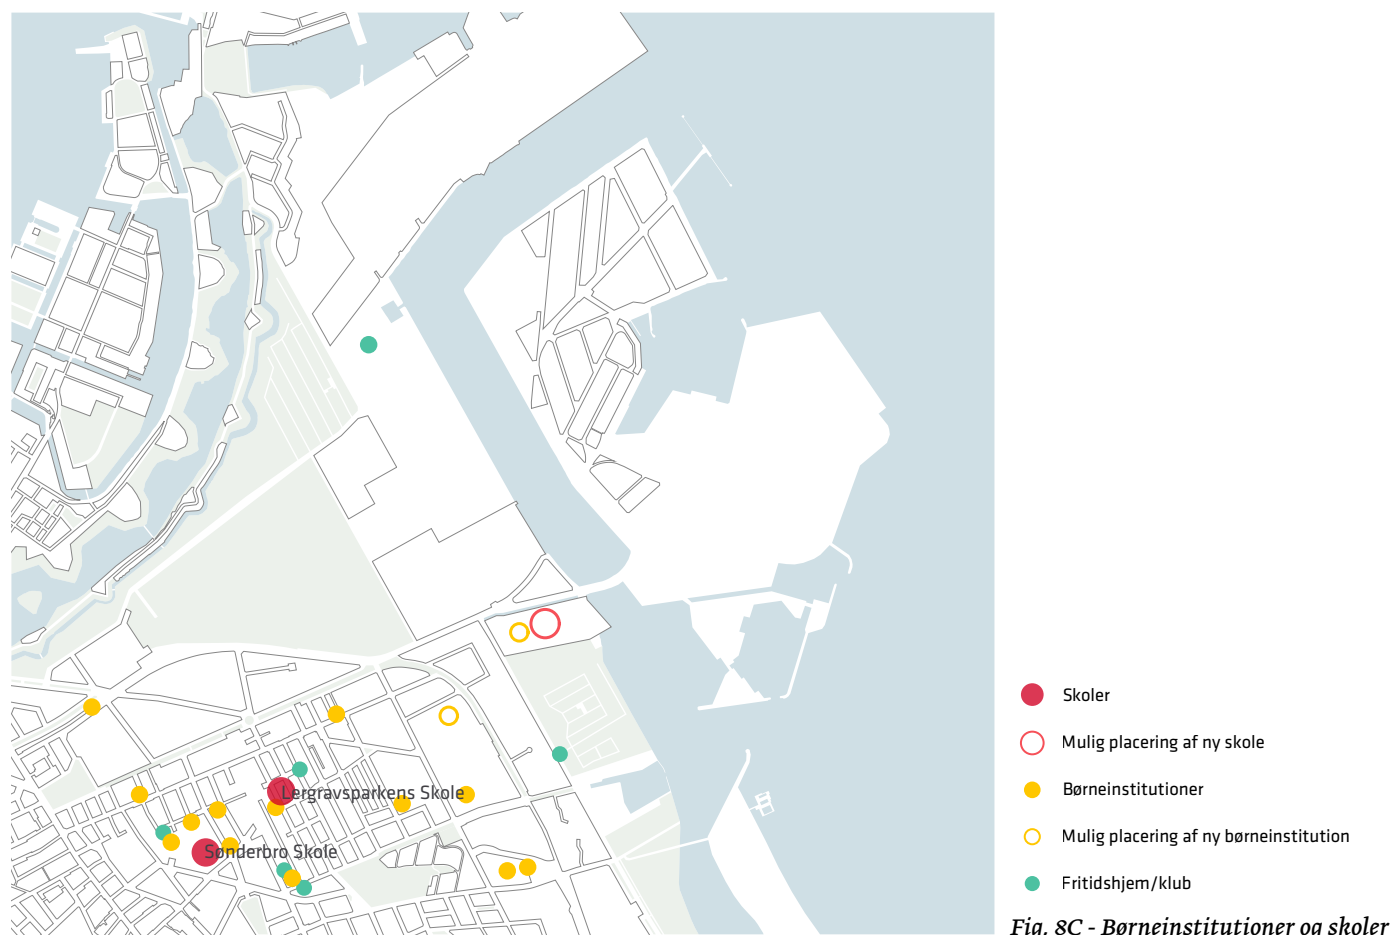 Lergravsparkens Skole
Sønderbro Skole
Skoler
Mulig placering af ny skole
Børneinstitutioner
Mulig placering af ny børneinstitution
Fritidshjem/klub
Fig. 8C - Børneinstitutioner og skoler